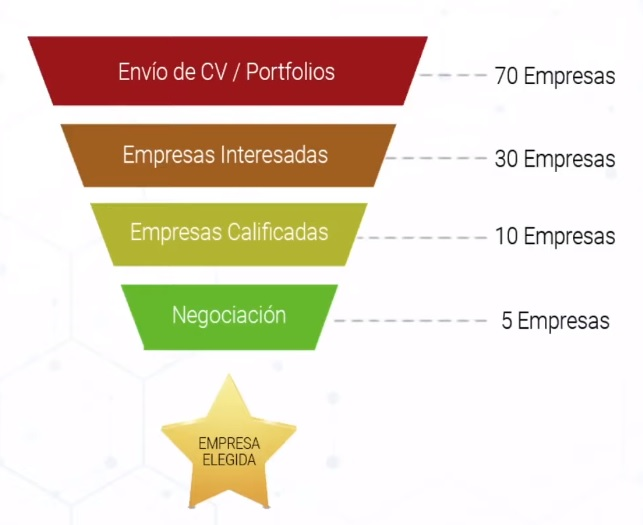 Envío de CV / Portfolios
70 Empresas
Empresas Interesadas
30 Empresas
Empresas Calificadas
10 Empresas
Negociación
5 Empresas
EMPRESA
ELEGIDA